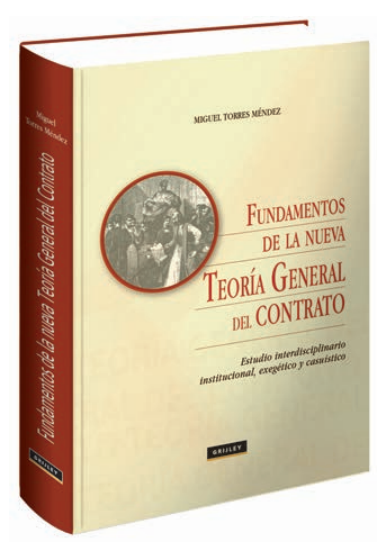 MIGUEL TORRES MÉNDEZ
FUNDAMENTOS
DE LA NUEVA
TEORÍA GENERAL
DEL CONTRATO
Estudio interdisciplinario
institucional, exegético y casuístico
GRIJLEY
Miguel
Torres Méndez
Fundamentos de la nueva Teoría General del Contrato
GRIJLEY